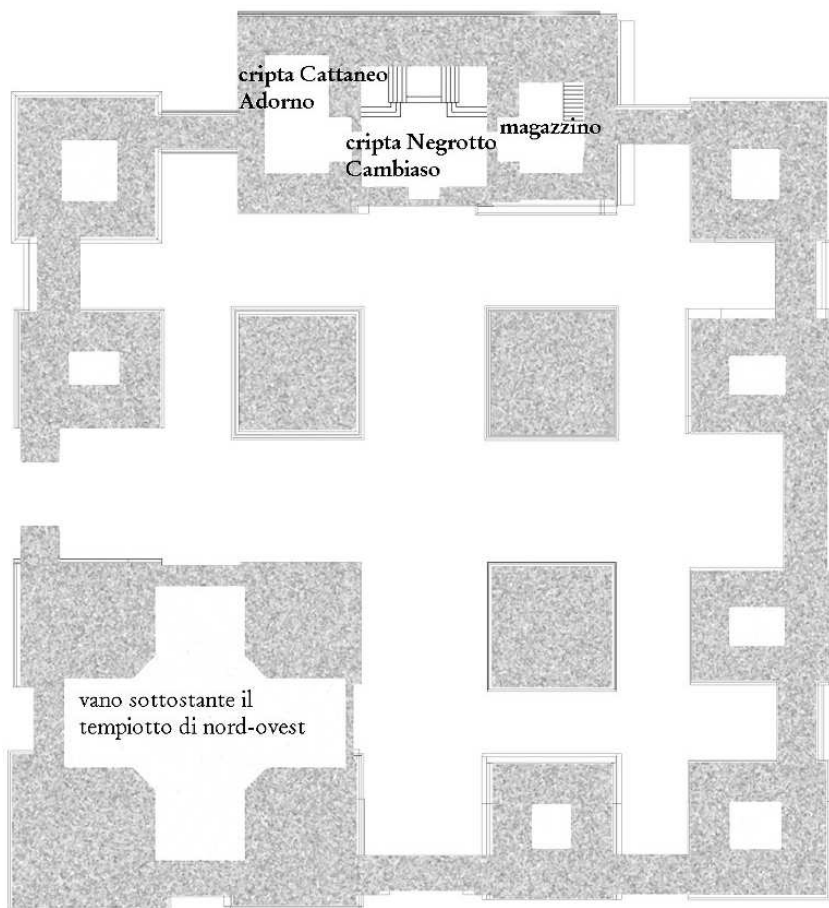 cripta Cattaneo
Adorno
cripta Negrotto
Cambiaso
magazzino
vano sottostante il
tempiotto di nord-ovest